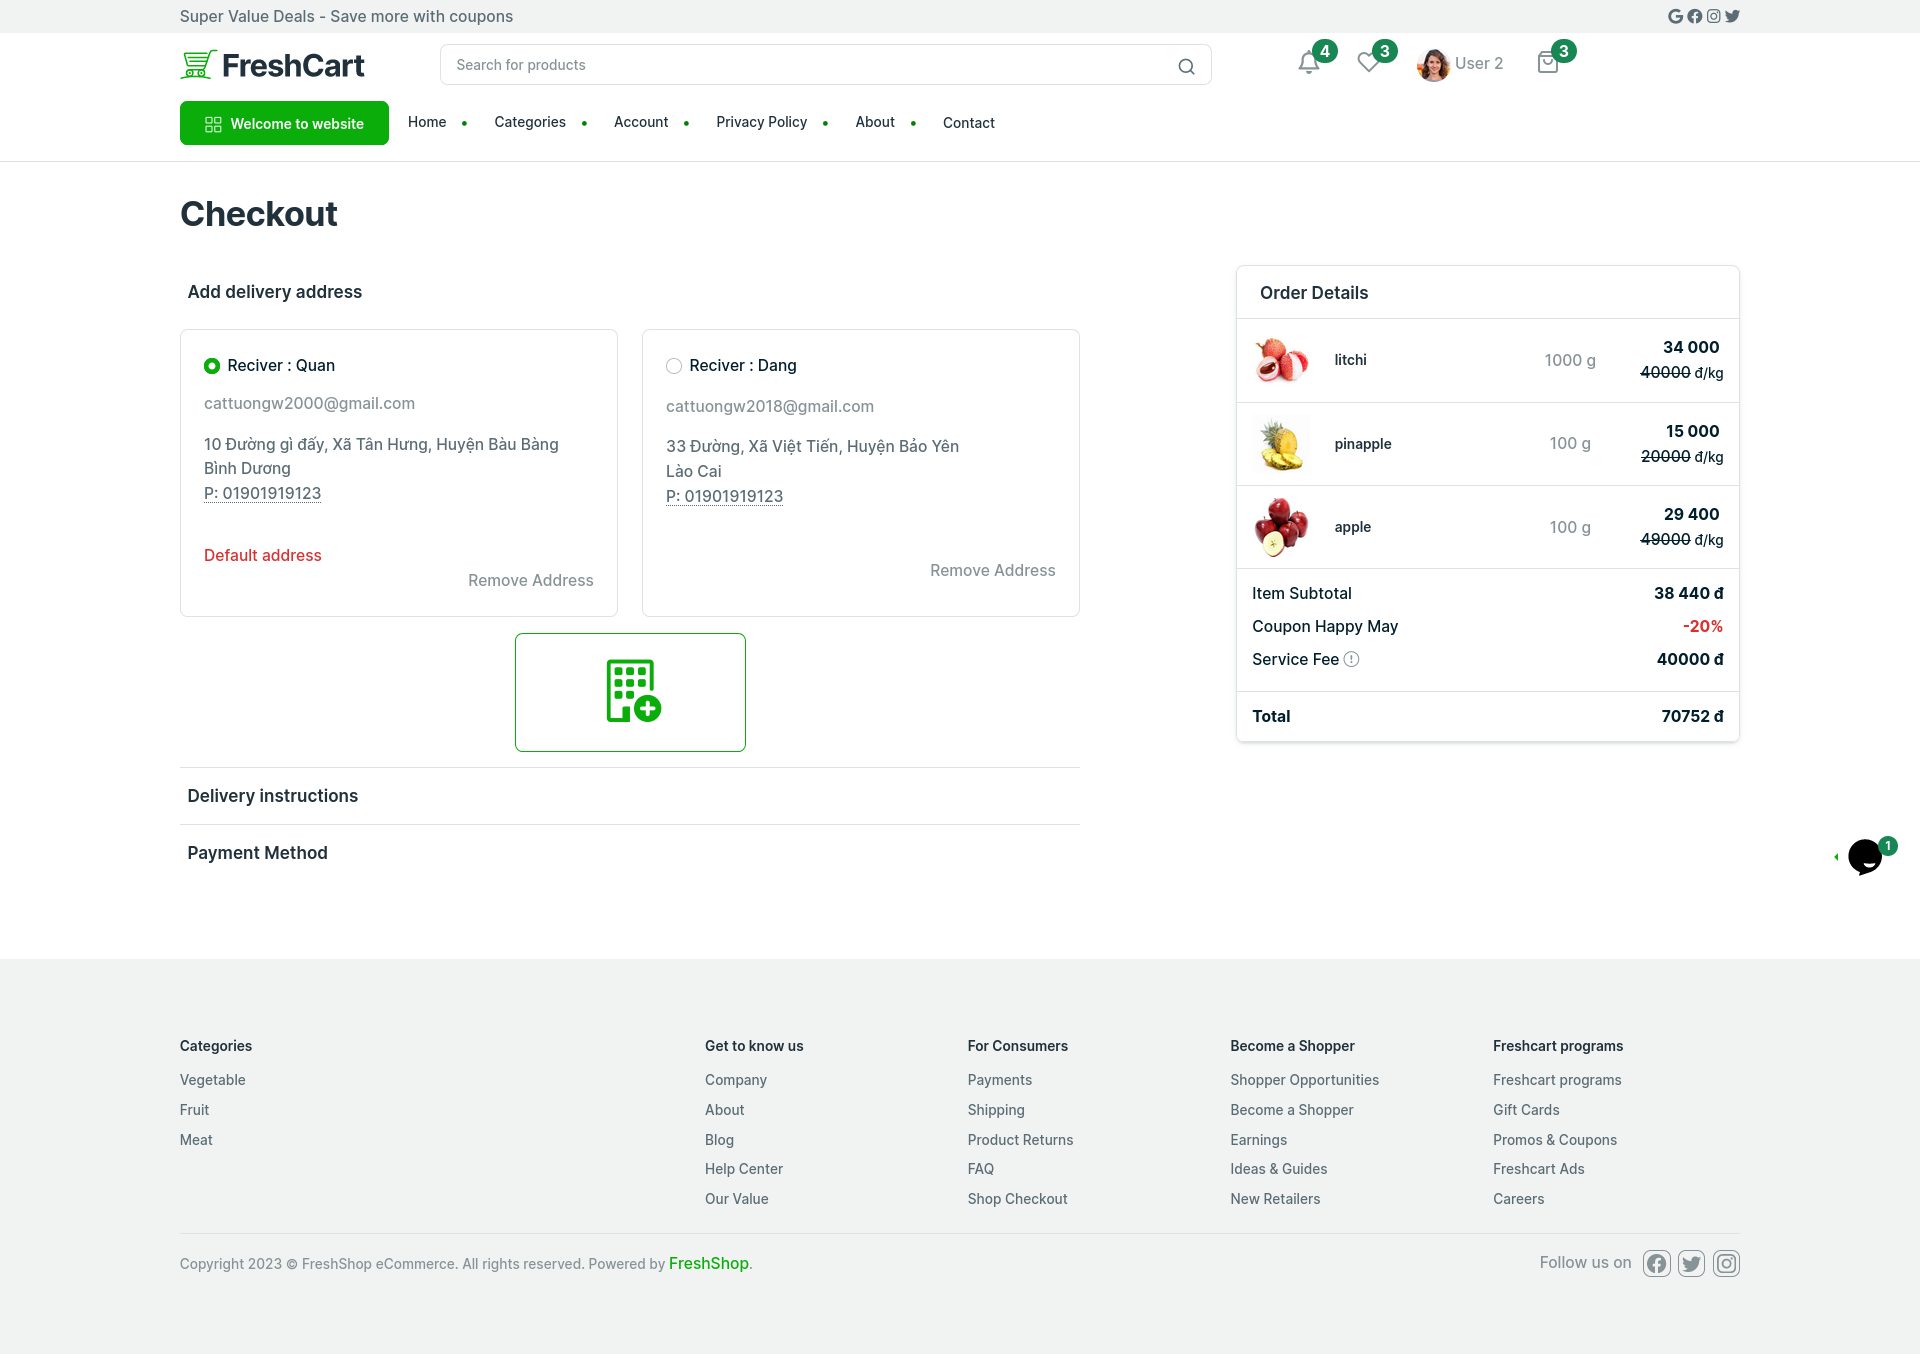 Super Value Deals - Save more with coupons
FreshCart
Search for products
4
3
User 2
3
Welcome to website
Home
Categories
Account
Privacy Policy
About
Contact
Checkout
Add delivery address
Reciver : Quan
cattuongw2000@gmail.com
10 Đường gì đấy, Xã Tân Hưng, Huyện Bàu Bàng
Bình Dương
P: 01901919123
Default address
Remove Address
Reciver : Dang
cattuongw2018@gmail.com
33 Đường, Xã Việt Tiến, Huyện Bảo Yên
Lào Cai
P: 01901919123
Remove Address
Delivery instructions
Payment Method
Order Details
litchi
1000 g
34 000
40000 đ/kg
pinapple
100 g
15 000
20000 đ/kg
apple
100 g
29 400
49000 đ/kg
Item Subtotal
38 440 đ
Coupon Happy May
-20%
Service Fee
40000 đ
Total
70752 đ
1
Categories
Vegetable
Fruit
Meat
Get to know us
Company
About
Blog
Help Center
Our Value
For Consumers
Payments
Shipping
Product Returns
FAQ
Shop Checkout
Become a Shopper
Shopper Opportunities
Become a Shopper
Earnings
Ideas & Guides
New Retailers
Freshcart programs
Freshcart programs
Gift Cards
Promos & Coupons
Freshcart Ads
Careers
Copyright 2023 © FreshShop eCommerce. All rights reserved. Powered by FreshShop.
Follow us on